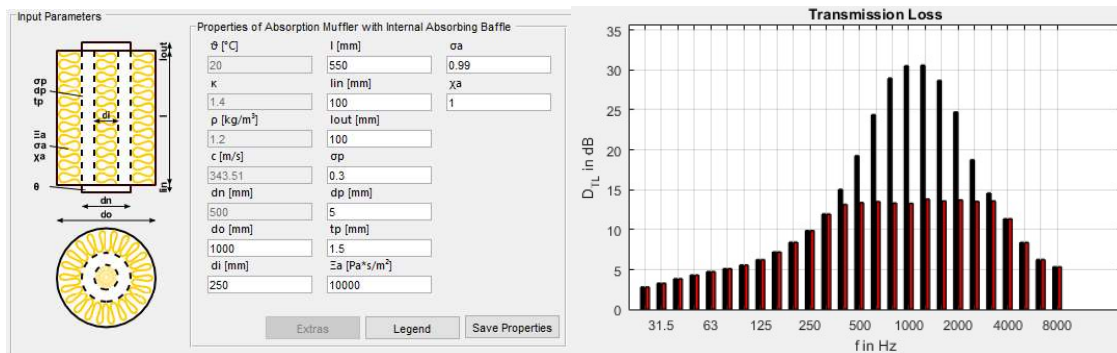 Input Parameters
Properties of Absorption Muffler with Internal Absorbing Baffle
ϑ [°C]
20
κ
1.4
ρ [kg/m³]
1.2
c [m/s]
343.51
dn [mm]
500
do [mm]
1000
di [mm]
250
l [mm]
550
lin [mm]
100
lout [mm]
100
σp
0.3
dp [mm]
5
tp [mm]
1.5
Ξa [Pa*s/m²]
10000
σa
0.99
χa
1
Extras
Legend
Save Properties
lout
σp
dp
tp
di
l
Ξa
σa
χa
θ
lin
dn
do
Transmission Loss
D_TL in dB
35
30
25
20
15
10
5
0
31.5 63 125 250 500 1000 2000 4000 8000
f in Hz